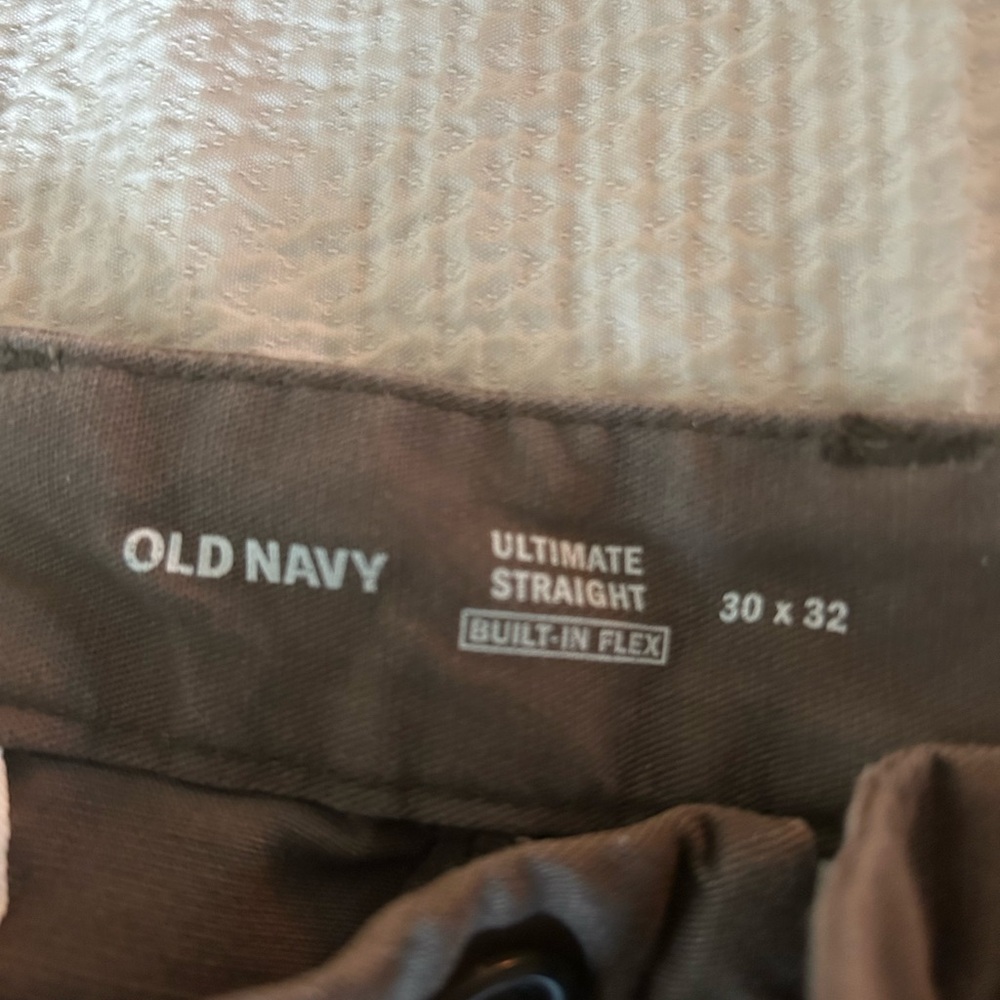 OLD NAVY
ULTIMATE
STRAIGHT
BUILT-IN FLEX
30 x 32